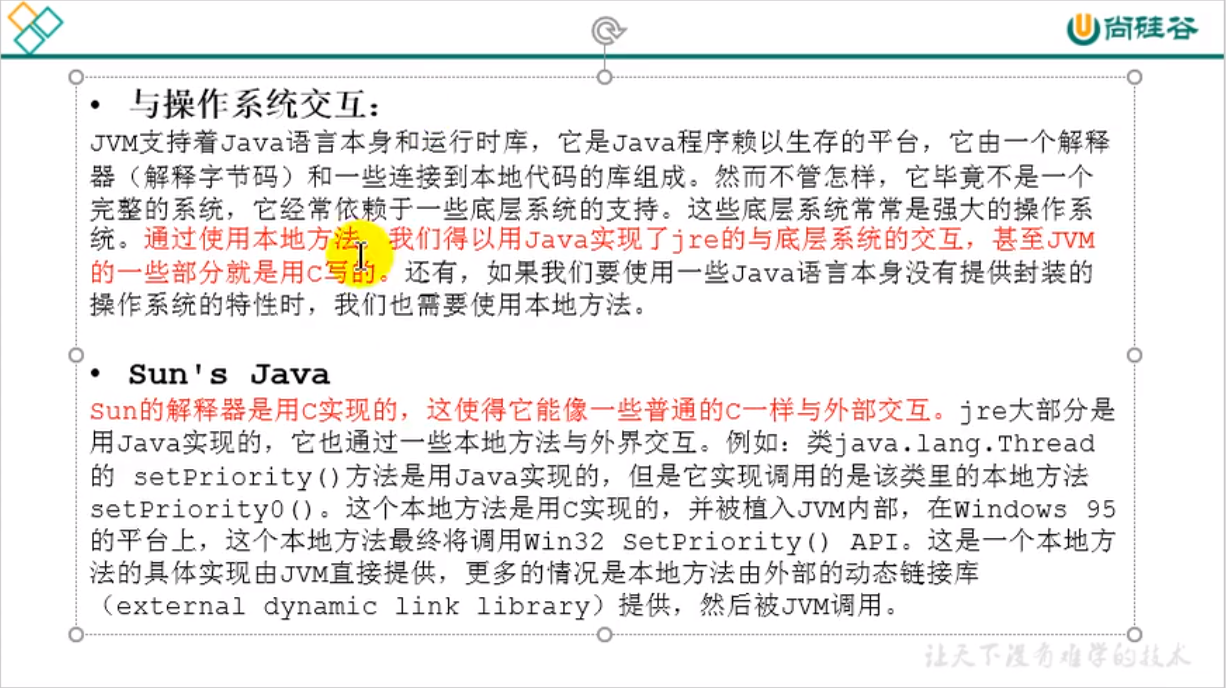 尚硅谷
• 与操作系统交互：
JVM支持着Java语言本身和运行时库，它是Java程序赖以生存的平台，它由一个解释
器（解释字节码）和一些连接到本地代码的库组成。然而不管怎样，它毕竟不是一个
完整的系统，它经常依赖于一些底层系统的支持。这些底层系统常常是强大的操作系
统。通过使用本地方法，我们得以用Java实现了jre的与底层系统的交互，甚至JVM
的一些部分就是用C写的。还有，如果我们要使用一些Java语言本身没有提供封装的
操作系统的特性时，我们也需要使用本地方法。
• Sun's Java
Sun的解释器是用C实现的，这使得它能像一些普通的C一样与外部交互。jre大部分是
用Java实现的，它也通过一些本地方法与外界交互。例如：类java.lang.Thread
的 setPriority()方法是用Java实现的，但是它实现调用的是该类里的本地方法
setPriority0()。这个本地方法是用C实现的，并被植入JVM内部，在Windows 95
的平台上，这个本地方法最终将调用Win32 SetPriority() API。这是一个本地方
法的具体实现由JVM直接提供，更多的情况是本地方法由外部的动态链接库
（external dynamic link library）提供，然后被JVM调用。
让天下没有难学的技术